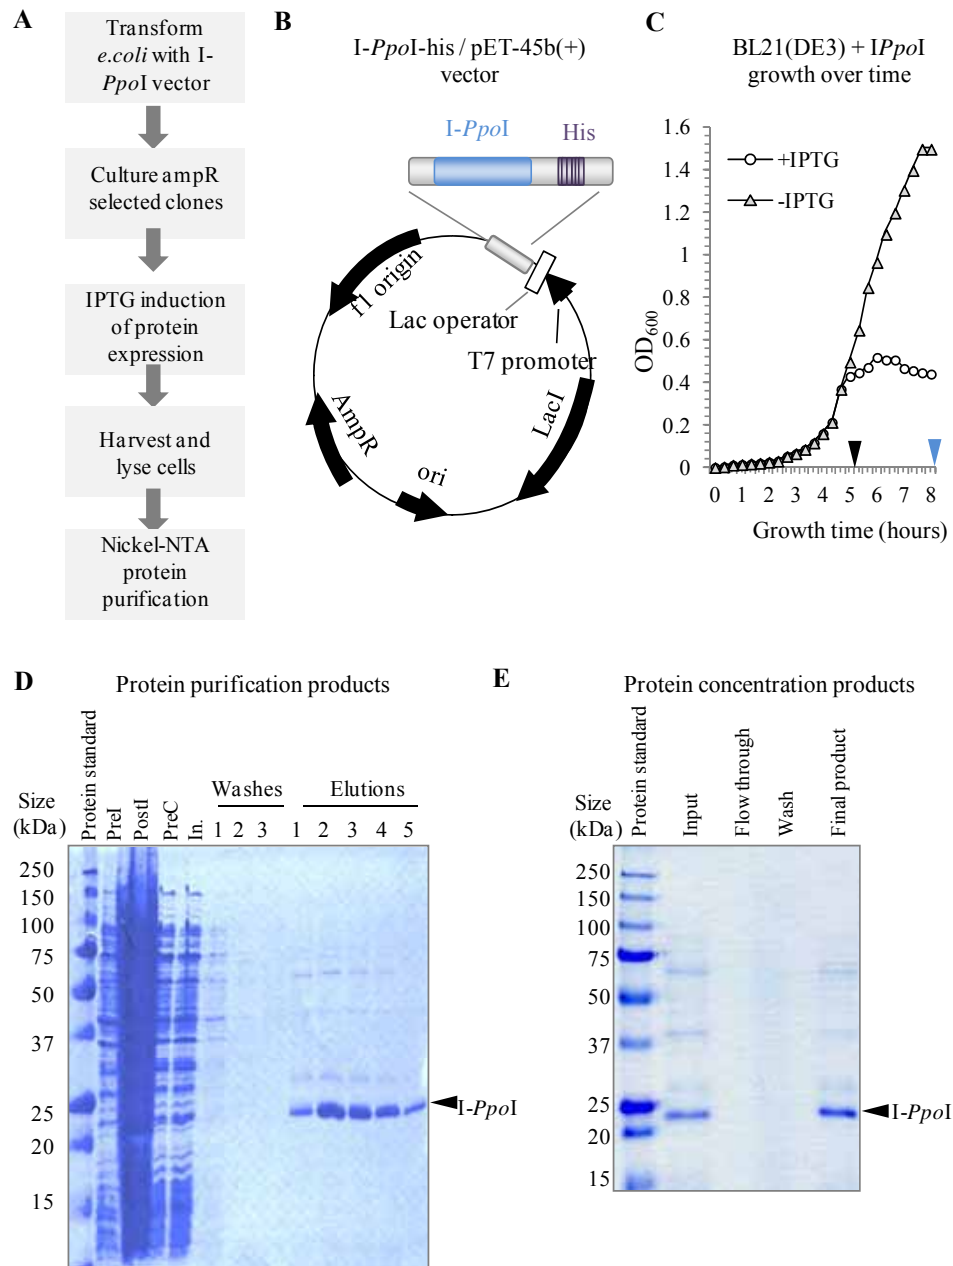 A
Transform
e.coli with I-
PpoI vector
Culture ampR
selected clones
IPTG induction
of protein
expression
Harvest and
lyse cells
Nickel-NTA
protein
purification
B
I-PpoI-his / pET-45b(+)
vector
I-PpoI
His
f1 origin
Lac operator
T7 promoter
LacI
AmpR
ori
C
BL21(DE3) + IPpoI
growth over time
1.6
1.4
1.2
1
0.8
0.6
0.4
0.2
0
OD600
+IPTG
-IPTG
0 1 2 3 4 5 6 7 8
Growth time (hours)
D
Protein purification products
Size
(kDa)
Protein standard
PreI
PostI
PreC
In.
Washes
1 2 3
Elutions
1 2 3 4 5
250
150
100
75
50
37
25
20
15
I-PpoI
E
Protein concentration products
Size
(kDa)
Protein standard
Input
Flow through
Wash
Final product
250
150
100
75
50
37
25
20
15
I-PpoI